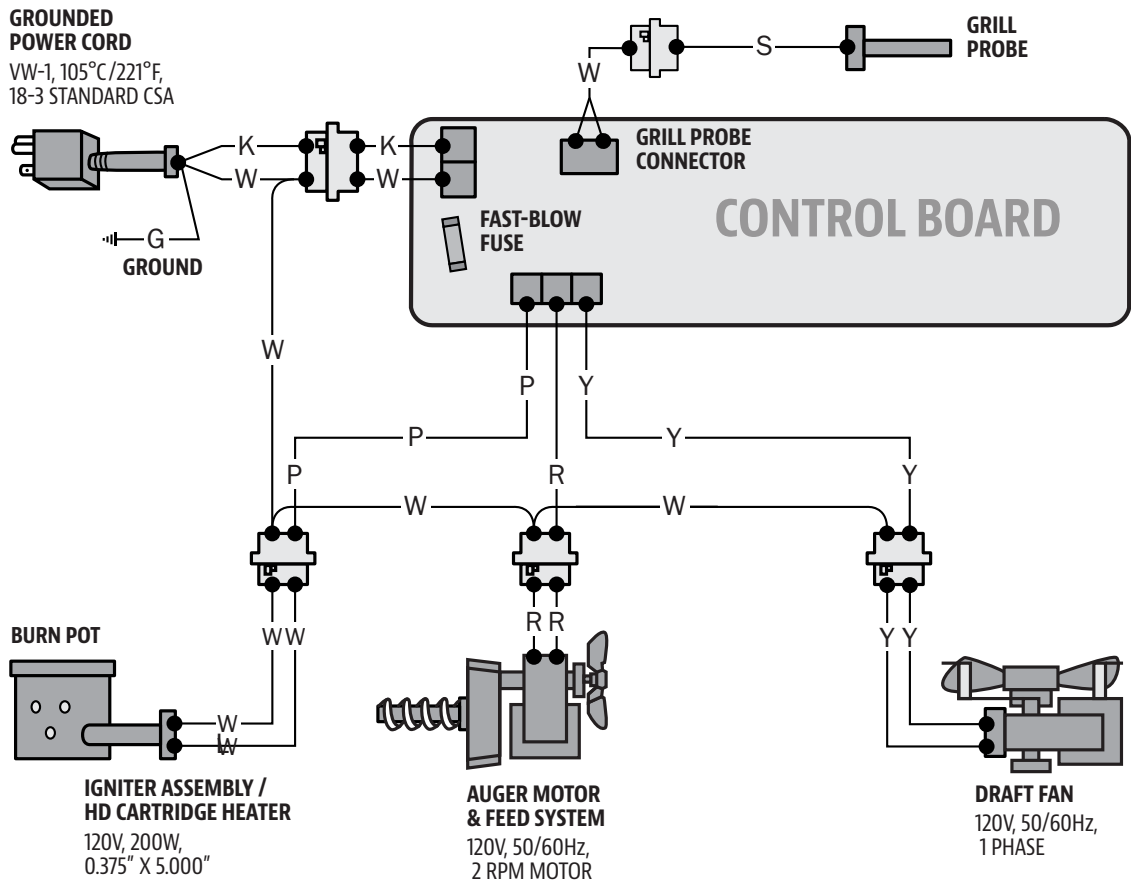 GROUNDED
POWER CORD
VW-1, 105°C/221°F,
18-3 STANDARD CSA
GRILL
PROBE
S
W
K
K
W
W
GRILL PROBE
CONNECTOR
CONTROL BOARD
FAST-BLOW
FUSE
G
GROUND
W
P
Y
P
Y
P
R
Y
W
W
BURN POT
W W
R R
Y Y
W
W
IGNITER ASSEMBLY /
HD CARTRIDGE HEATER
120V, 200W,
0.375" X 5.000"
AUGER MOTOR
& FEED SYSTEM
120V, 50/60Hz,
2 RPM MOTOR
DRAFT FAN
120V, 50/60Hz,
1 PHASE